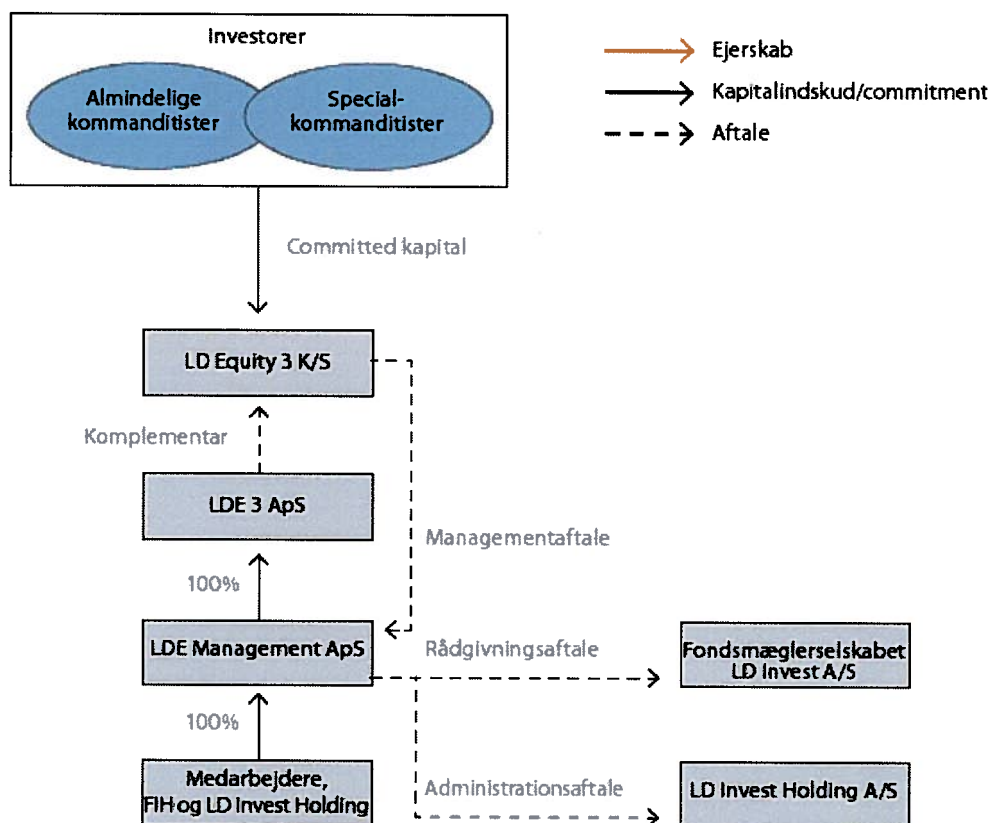 Investorer
Almindelige
kommanditister
Special-
kommanditister
Ejerskab
Kapitalindskud/commitment
Aftale
Committed kapital
LD Equity 3 K/S
Komplementar
LDE 3 ApS
Managementaftale
100%
LDE Management ApS
Rådgivningsaftale
Fondsmæglerselskabet
LD Invest A/S
100%
Medarbejdere,
FIH og LD Invest Holding
Administrationsaftale
LD Invest Holding A/S